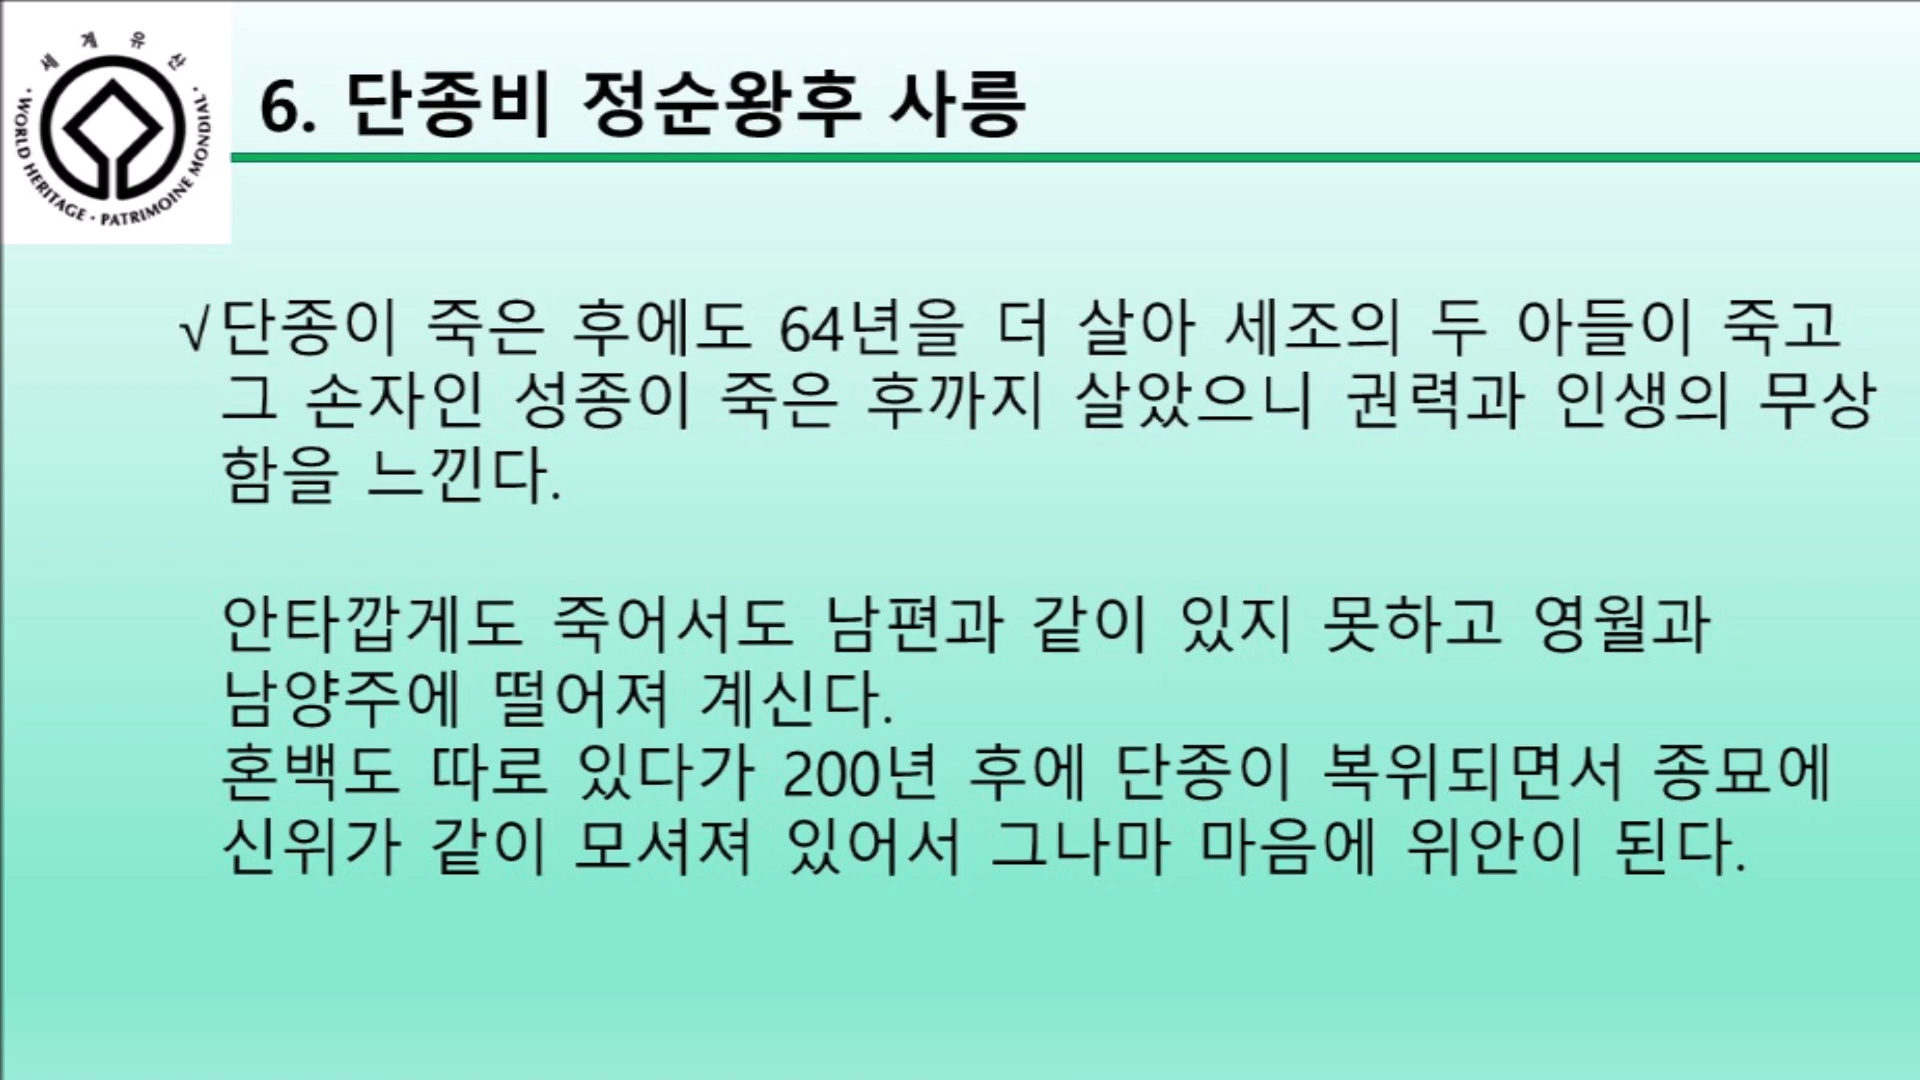 세계유산
· WORLD HERITAGE · PATRIMOINE MONDIAL ·
6. 단종비 정순왕후 사릉
√단종이 죽은 후에도 64년을 더 살아 세조의 두 아들이 죽고
그 손자인 성종이 죽은 후까지 살았으니 권력과 인생의 무상
함을 느낀다.
안타깝게도 죽어서도 남편과 같이 있지 못하고 영월과
남양주에 떨어져 계신다.
혼백도 따로 있다가 200년 후에 단종이 복위되면서 종묘에
신위가 같이 모셔져 있어서 그나마 마음에 위안이 된다.